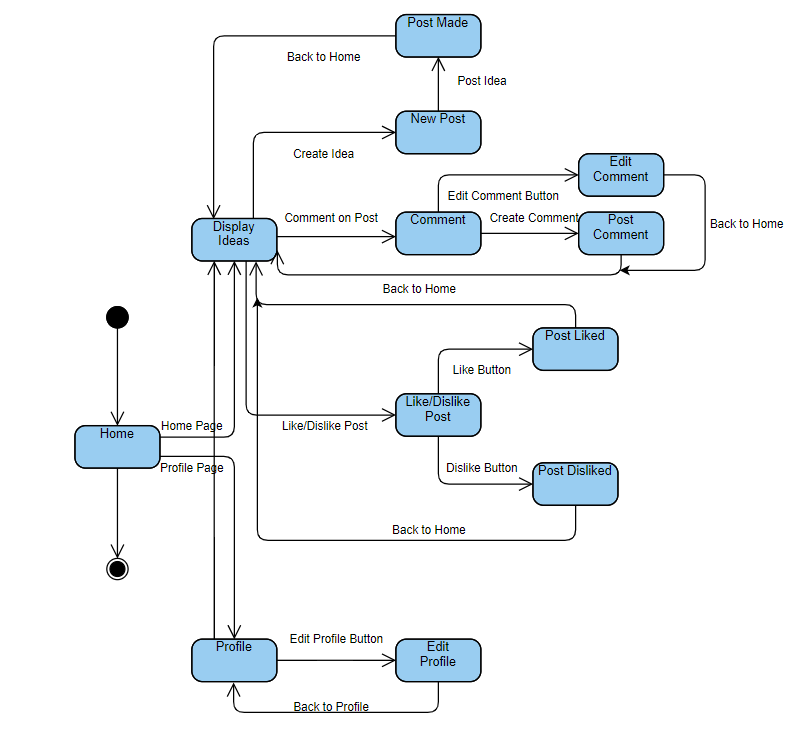 Post Made
Back to Home
Post Idea
New Post
Create Idea
Edit
Comment
Edit Comment Button
Comment on Post
Comment
Create Comment
Post
Comment
Back to Home
Display
Ideas
Back to Home
Post Liked
Like Button
Like/Dislike
Post
Like/Dislike Post
Home Page
Home
Profile Page
Dislike Button
Post Disliked
Back to Home
Edit Profile Button
Profile
Edit
Profile
Back to Profile